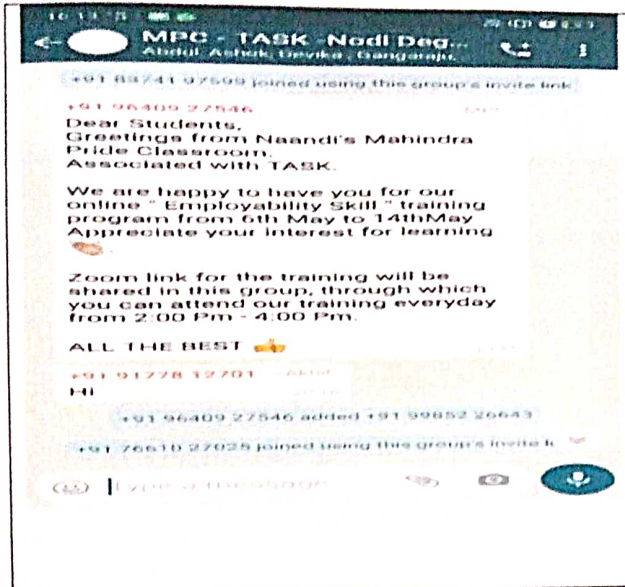 MPC - TASK -Nodl Deg...
Abdul, Ashok, Devika, Gangaraju,
+91 83741 97599 joined using this group's invite link
+91 96409 27546
Dear Students,
Greetings from Naandi's Mahindra
Pride Classroom.
Associated with TASK.
We are happy to have you for our
online " Employability Skill " training
program from 6th May to 14thMay
Appreciate your interest for learning
.
Zoom link for the training will be
shared in this group, through which
you can attend our training everyday
from 2:00 Pm - 4:00 Pm.
ALL THE BEST 👍
+91 91778 12701
Hi
+91 96409 27546 added +91 99852 26643
+91 76610 27025 joined using this group's invite li
Type a message